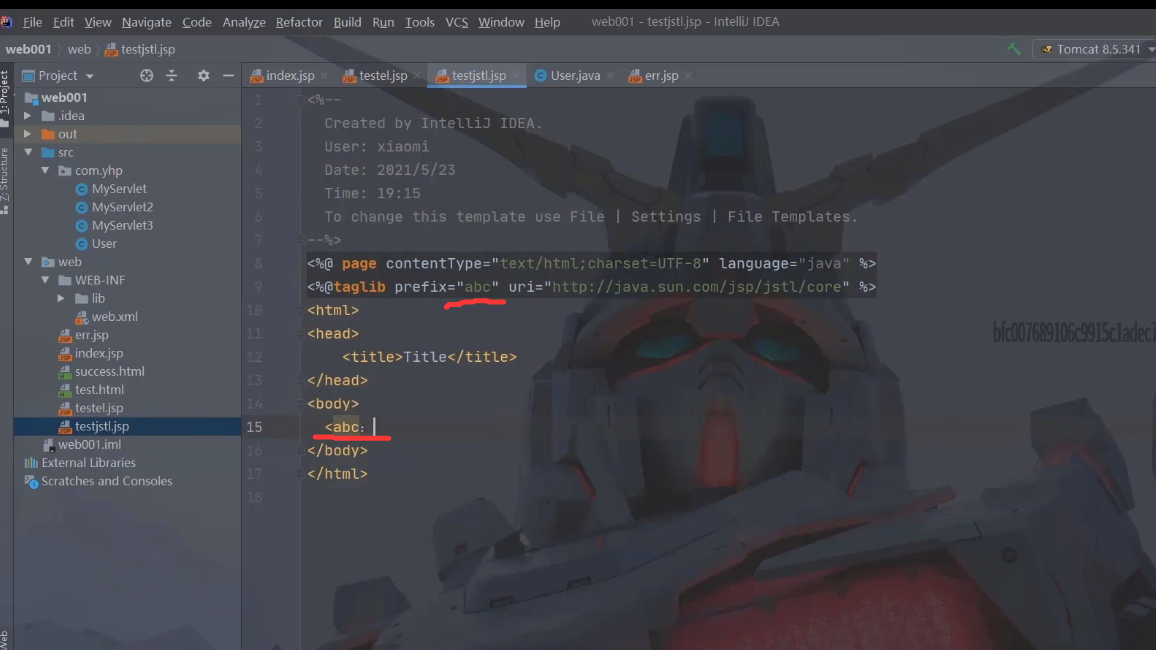 File Edit View Navigate Code Analyze Refactor Build Run Tools VCS Window Help web001 - testjstl.jsp - IntelliJ IDEA
web001 web testjstl.jsp Tomcat 8.5.341
Project index.jsp testel.jsp testjstl.jsp User.java err.jsp
1: Project
7: Structure
Web
web001
.idea
out
src
com.yhp
MyServlet
MyServlet2
MyServlet3
User
web
WEB-INF
lib
web.xml
err.jsp
index.jsp
success.html
test.html
testel.jsp
testjstl.jsp
web001.iml
External Libraries
Scratches and Consoles
1 <%--
2 Created by IntelliJ IDEA.
3 User: xiaomi
4 Date: 2021/5/23
5 Time: 19:15
6 To change this template use File | Settings | File Templates.
7 --%>
8 <%@ page contentType="text/html;charset=UTF-8" language="java" %>
9 <%@taglib prefix="abc" uri="http://java.sun.com/jsp/jstl/core" %>
10 <html>
11 <head>
12 <title>Title</title>
13 </head>
14 <body>
15 <abc:
16 </body>
17 </html>
18